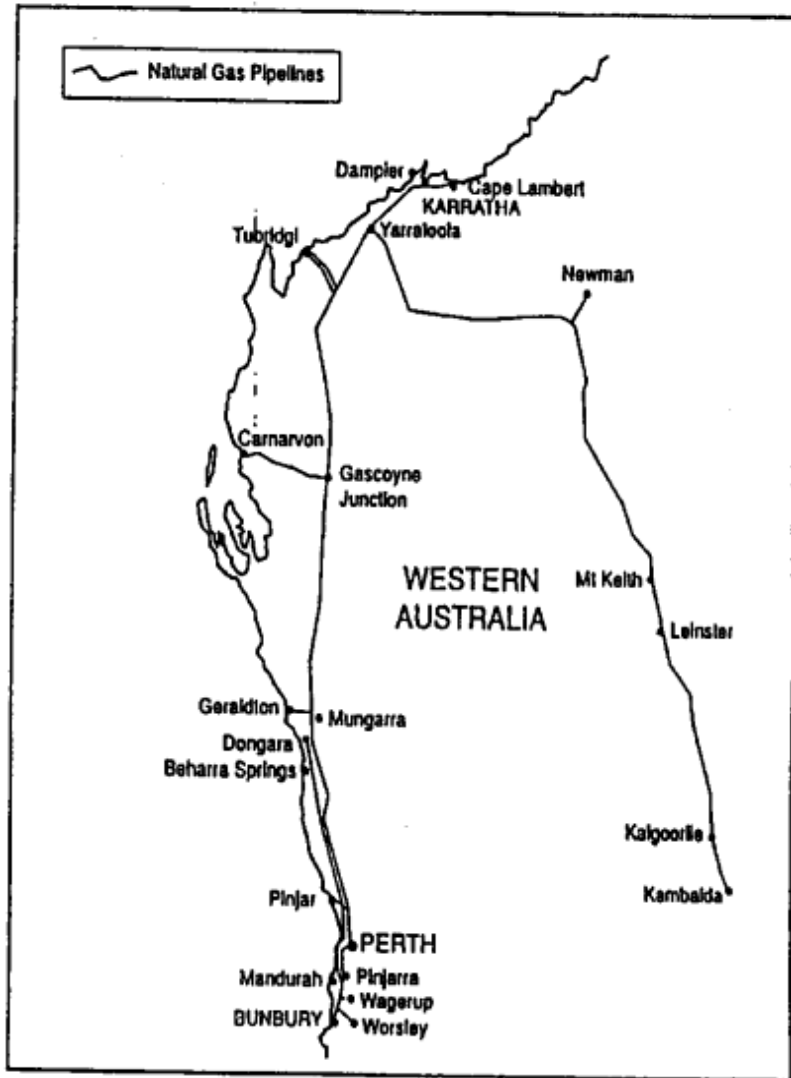 Natural Gas Pipelines
Dampier
Cape Lambert
KARRATHA
Yarraloola
Tubridgi
Newman
Carnarvon
Gascoyne
Junction
WESTERN
AUSTRALIA
Mt Keith
Leinster
Geraldton
Mungarra
Dongara
Beharra Springs
Kalgoorlie
Kambalda
Pinjar
PERTH
Mandurah
Pinjarra
Wagerup
BUNBURY
Worsley